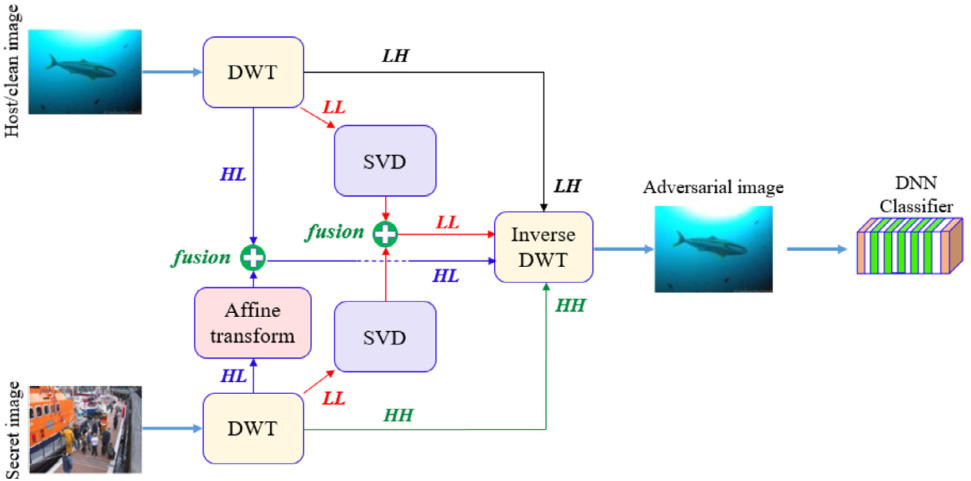 Host/clean image
DWT
LH
LL
HL
SVD
LH
Adversarial image
DNN
Classifier
fusion
fusion
LL
Inverse
DWT
HL
Affine
transform
SVD
HH
HL
LL
Secret image
DWT
HH